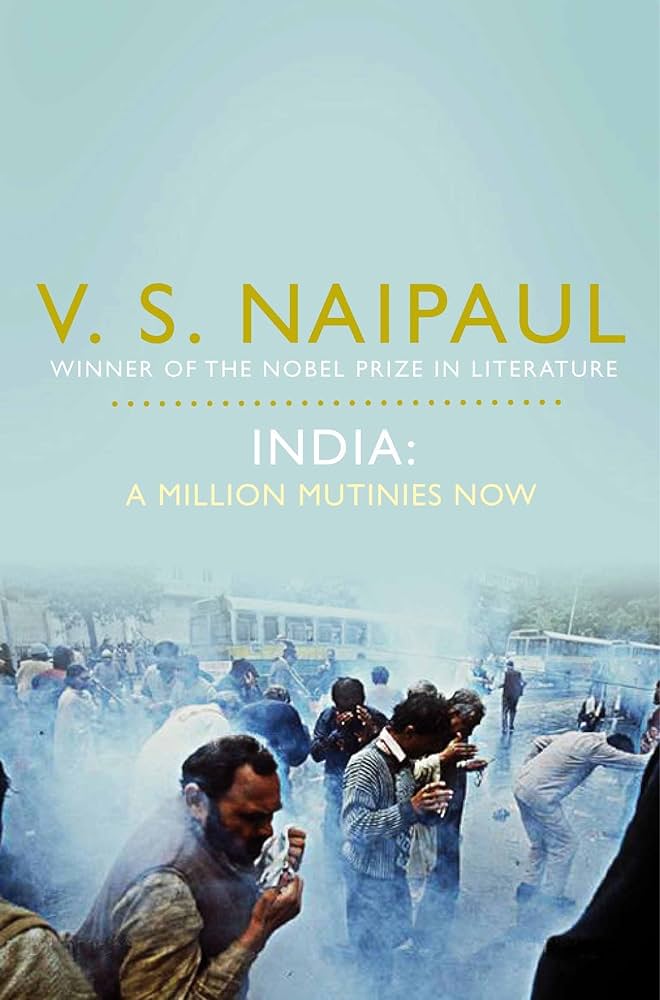 V. S. NAIPAUL
WINNER OF THE NOBEL PRIZE IN LITERATURE
INDIA:
A MILLION MUTINIES NOW